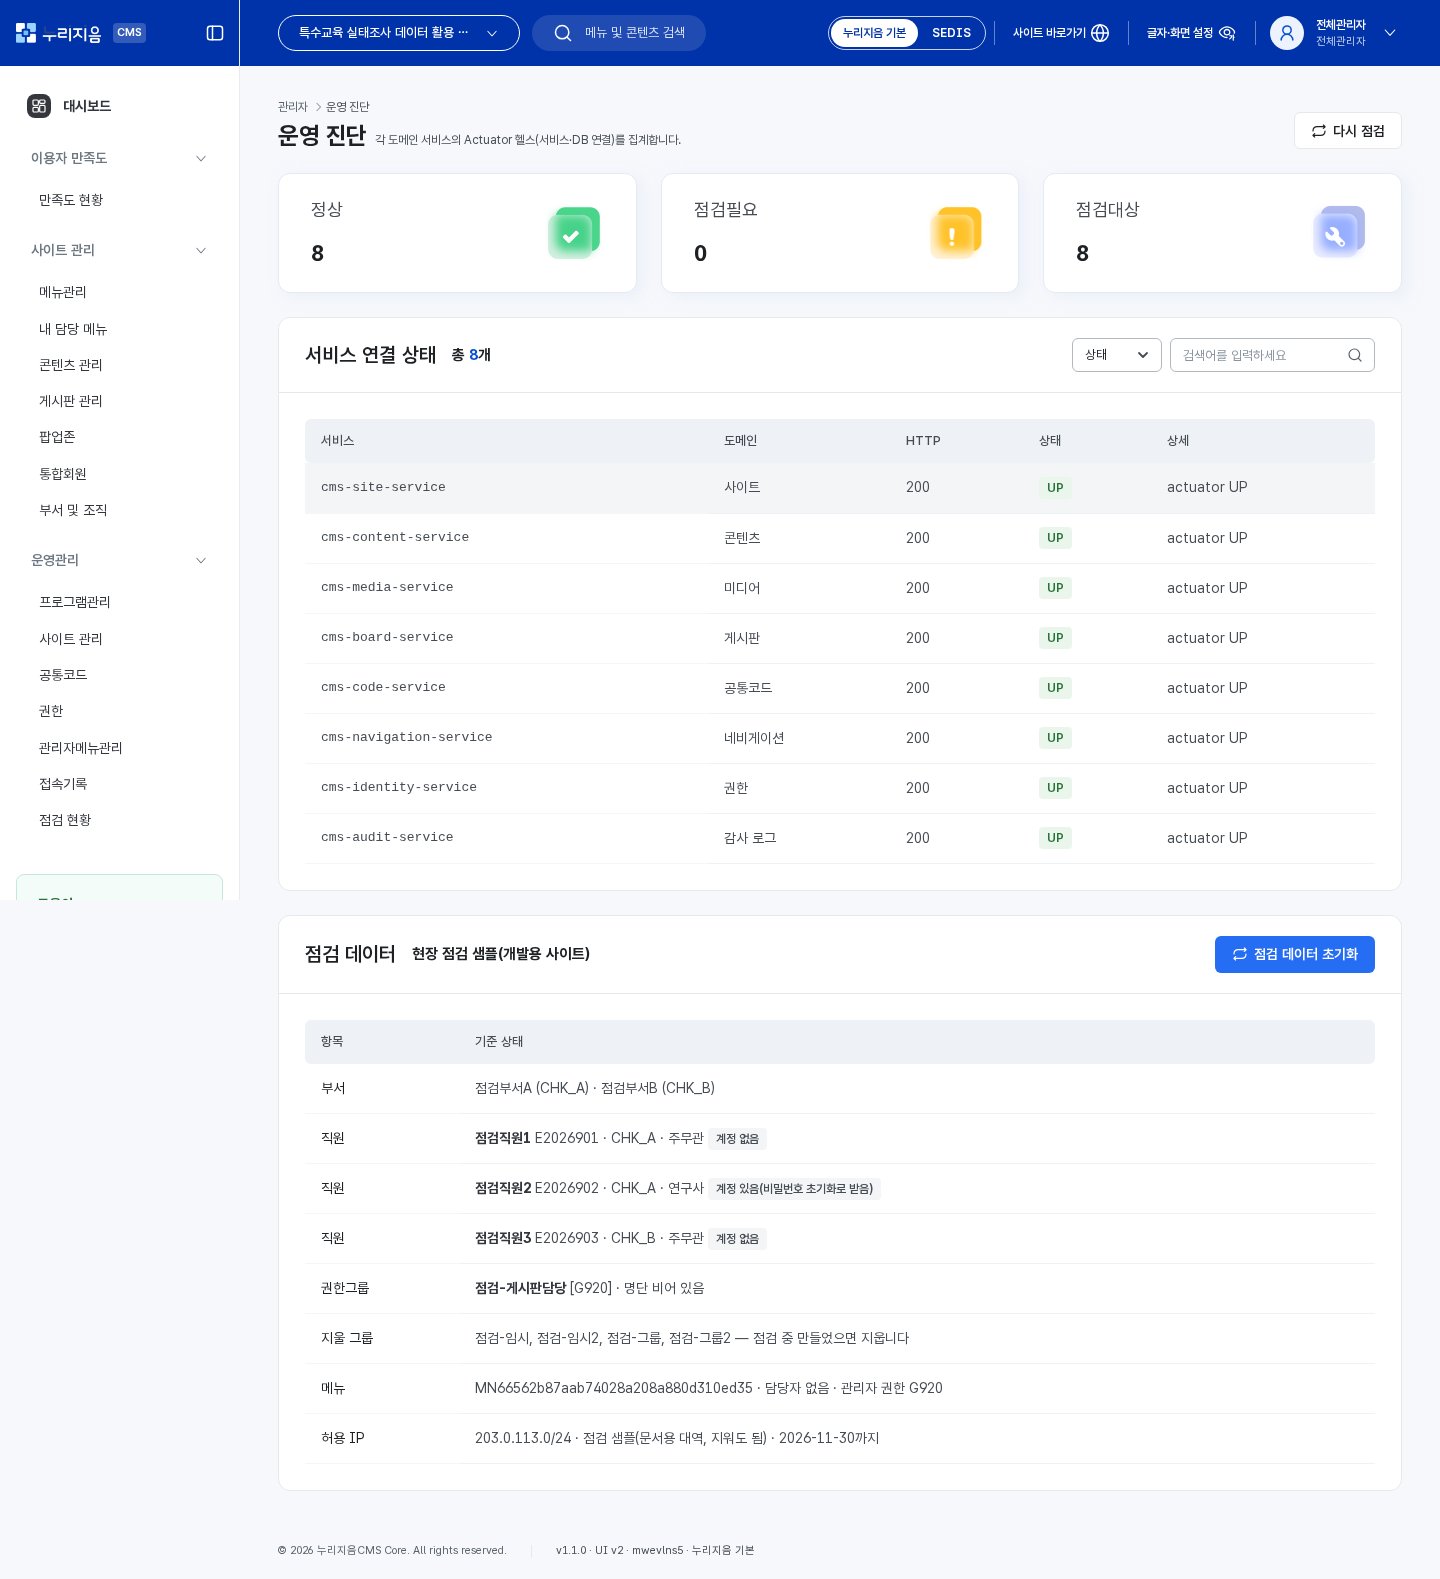 누리지음 CMS
특수교육 실태조사 데이터 활용 ···
메뉴 및 콘텐츠 검색
누리지음 기본 SEDIS
사이트 바로가기
글자·화면 설정
전체관리자
전체관리자
대시보드
이용자 만족도
만족도 현황
사이트 관리
메뉴관리
내 담당 메뉴
콘텐츠 관리
게시판 관리
팝업존
통합회원
부서 및 조직
운영관리
프로그램관리
사이트 관리
공통코드
권한
관리자메뉴관리
접속기록
점검 현황
관리자 > 운영 진단
운영 진단 각 도메인 서비스의 Actuator 헬스(서비스·DB 연결)를 집계합니다.
다시 점검
정상
8
점검필요
0
점검대상
8
서비스 연결 상태 총 8개
상태
검색어를 입력하세요
서비스 도메인 HTTP 상태 상세
cms-site-service 사이트 200 UP actuator UP
cms-content-service 콘텐츠 200 UP actuator UP
cms-media-service 미디어 200 UP actuator UP
cms-board-service 게시판 200 UP actuator UP
cms-code-service 공통코드 200 UP actuator UP
cms-navigation-service 네비게이션 200 UP actuator UP
cms-identity-service 권한 200 UP actuator UP
cms-audit-service 감사 로그 200 UP actuator UP
점검 데이터 현장 점검 샘플(개발용 사이트)
점검 데이터 초기화
항목 기준 상태
부서 점검부서A (CHK_A) · 점검부서B (CHK_B)
직원 점검직원1 E2026901 · CHK_A · 주무관 계정 없음
직원 점검직원2 E2026902 · CHK_A · 연구사 계정 있음(비밀번호 초기화로 받음)
직원 점검직원3 E2026903 · CHK_B · 주무관 계정 없음
권한그룹 점검-게시판담당 [G920] · 명단 비어 있음
지울 그룹 점검-임시, 점검-임시2, 점검-그룹, 점검-그룹2 — 점검 중 만들었으면 지웁니다
메뉴 MN66562b87aab74028a208a880d310ed35 · 담당자 없음 · 관리자 권한 G920
허용 IP 203.0.113.0/24 · 점검 샘플(문서용 대역, 지워도 됨) · 2026-11-30까지
© 2026 누리지음CMS Core. All rights reserved.
v1.1.0 · UI v2 · mwevlns5 · 누리지음 기본